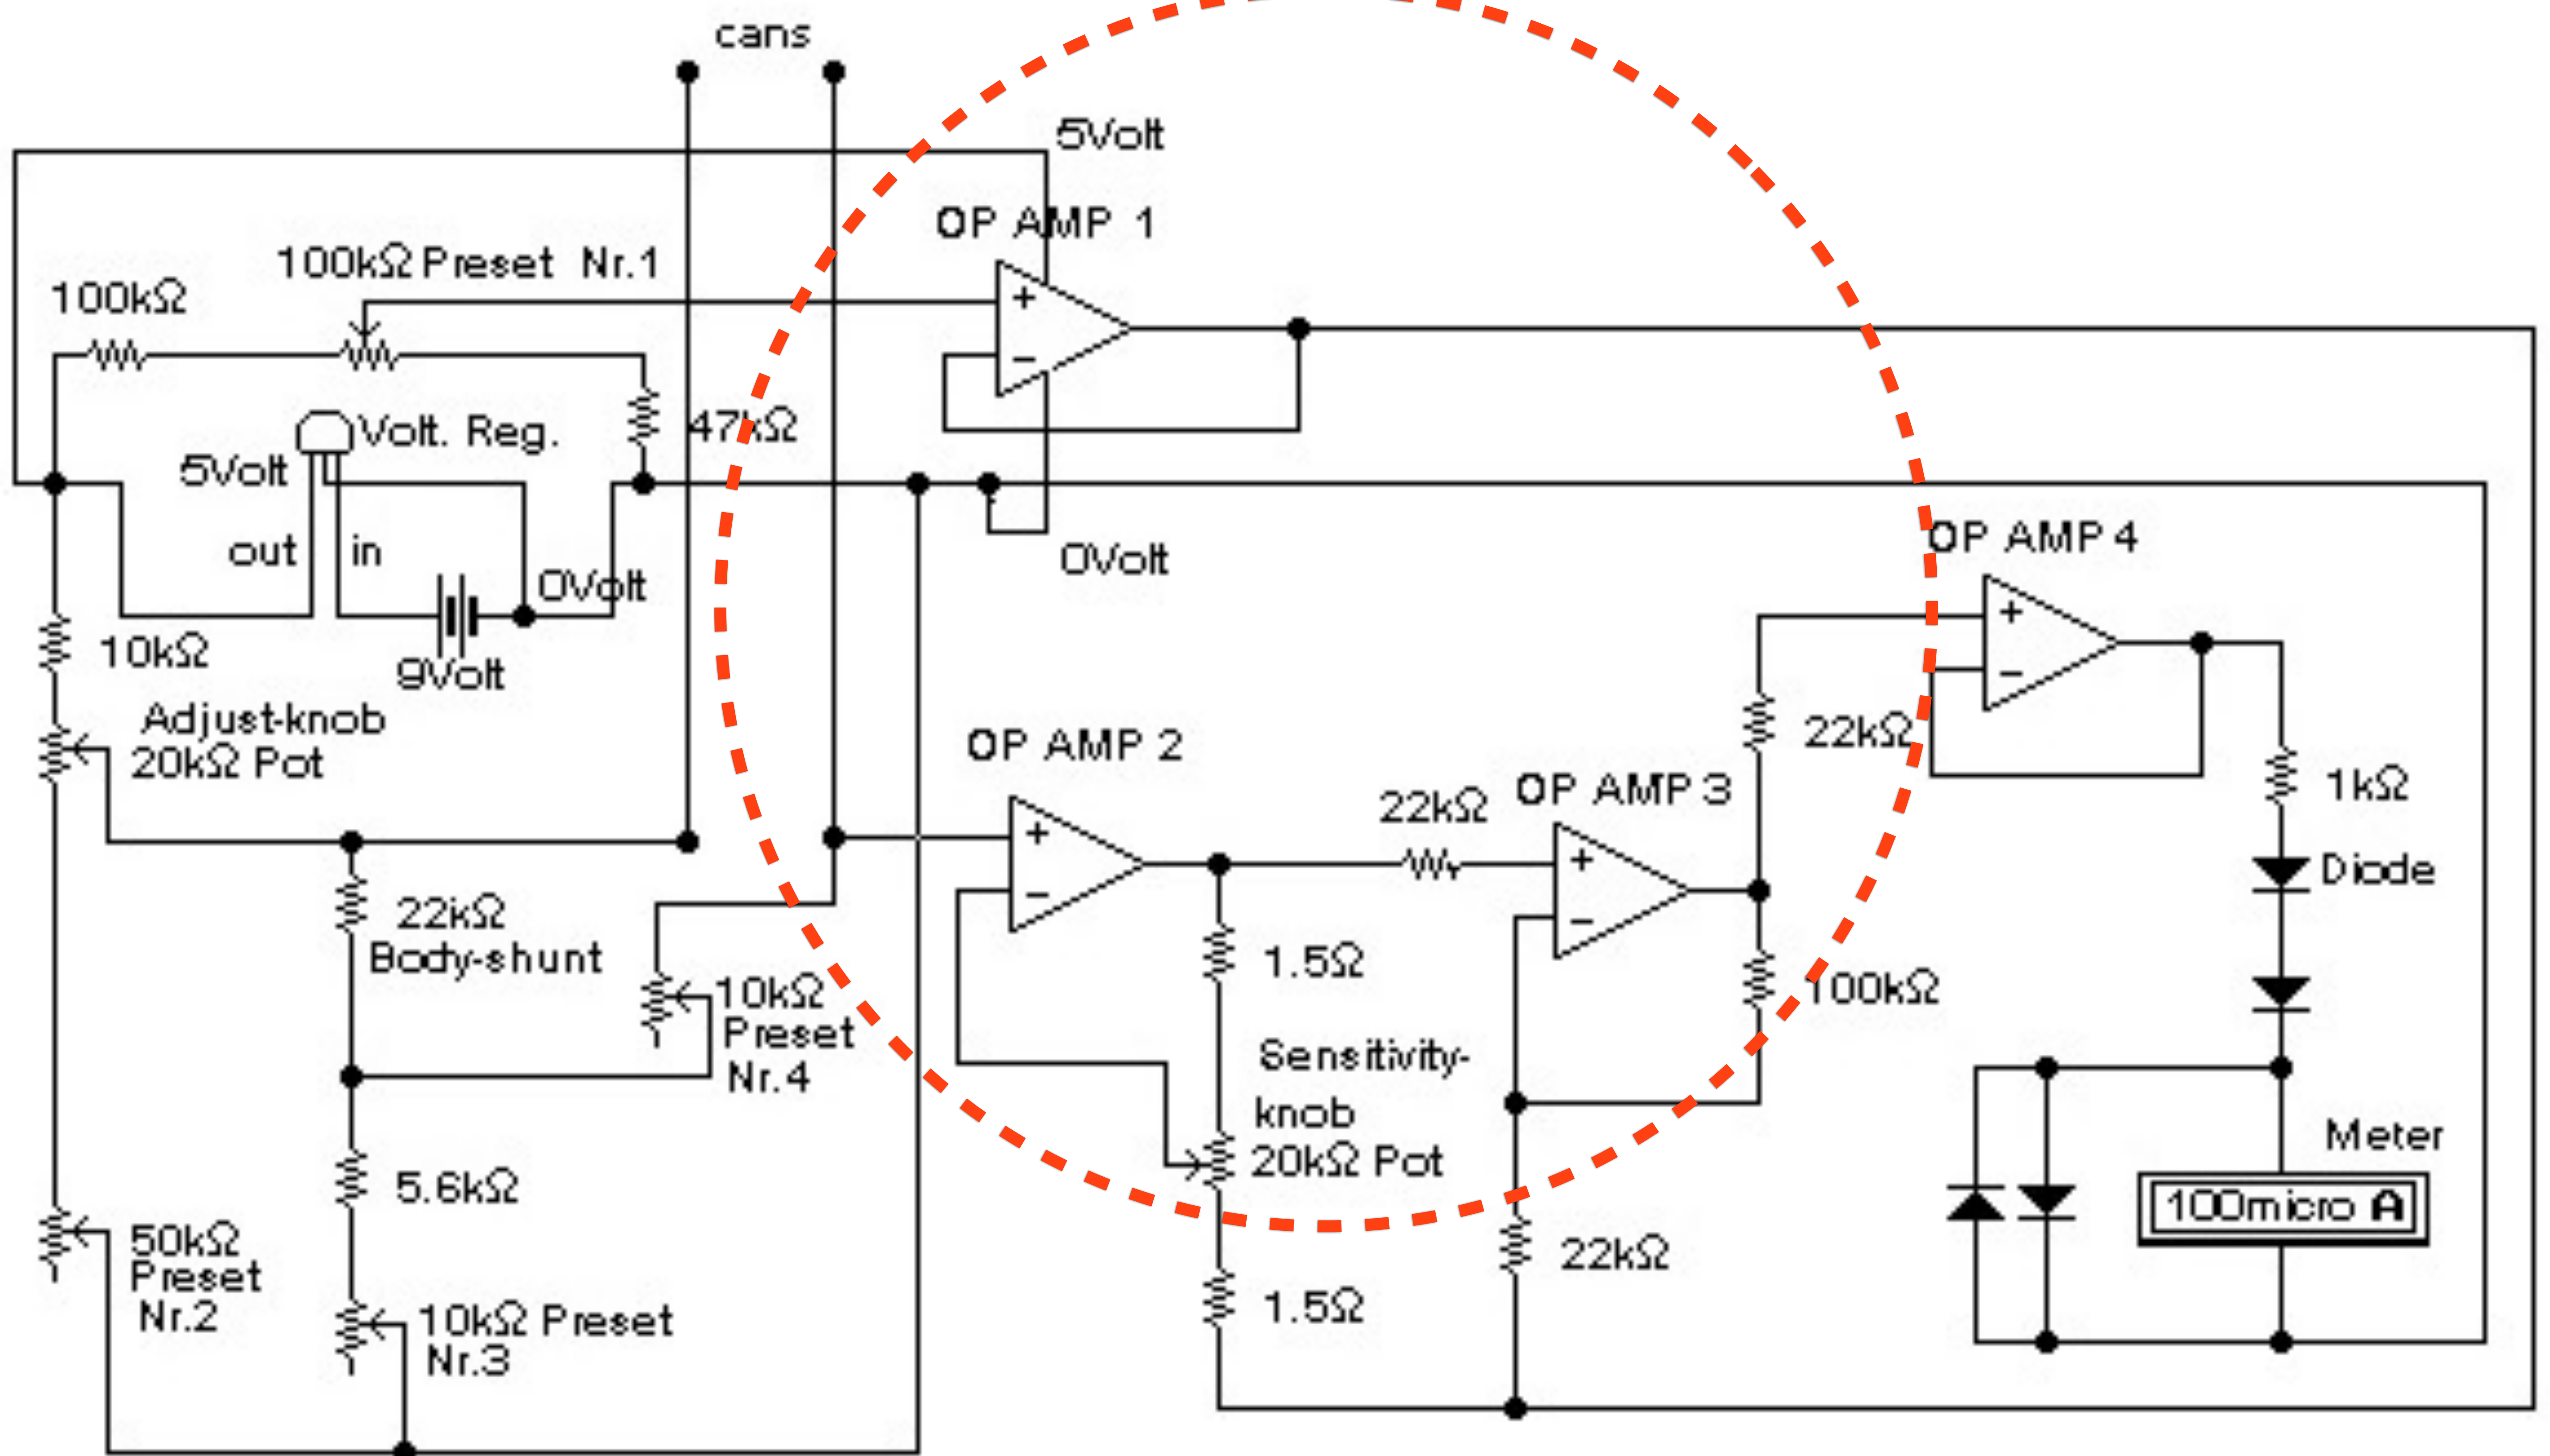 cans
5Volt
OP AMP 1
100kΩ Preset Nr.1
100kΩ
+
−
47kΩ
Volt. Reg.
5Volt
out
in
0Volt
9Volt
0Volt
OP AMP 4
+
−
10kΩ
Adjust-knob
20kΩ Pot
OP AMP 2
+
−
22kΩ
22kΩ
OP AMP 3
+
−
1kΩ
Diode
22kΩ
Body-shunt
1.5Ω
100kΩ
10kΩ
Preset
Nr.4
Sensitivity-
knob
20kΩ Pot
Meter
100micro A
5.6kΩ
50kΩ
Preset
Nr.2
22kΩ
1.5Ω
10kΩ Preset
Nr.3